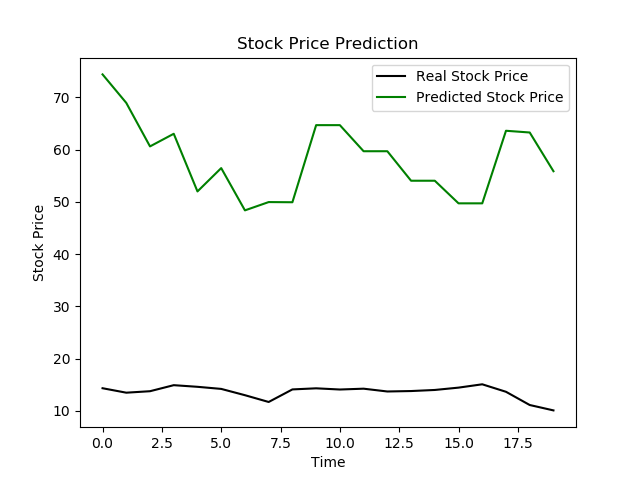 Stock Price Prediction
Real Stock Price
Predicted Stock Price
Stock Price
70
60
50
40
30
20
10
0.0 2.5 5.0 7.5 10.0 12.5 15.0 17.5
Time